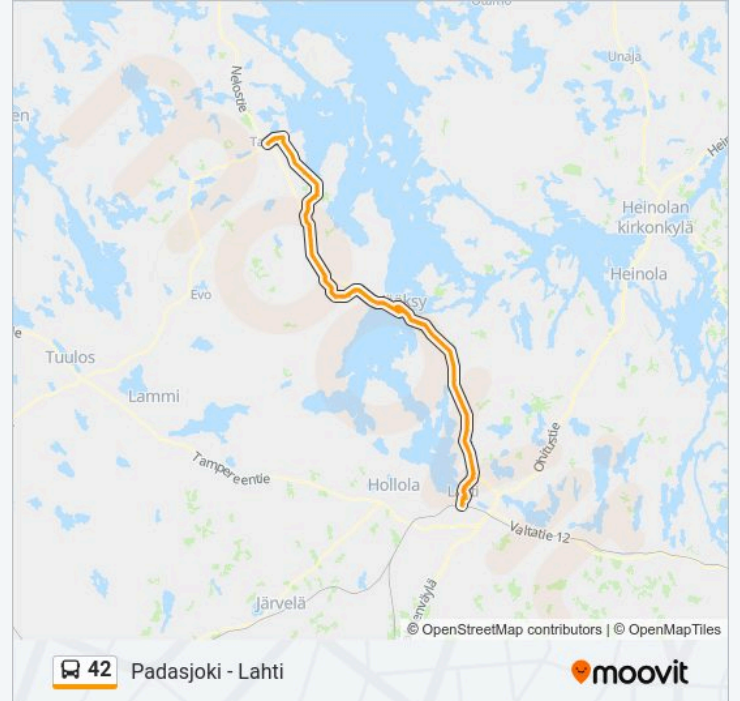 Unaja
Nelostie
Heinolan
kirkonkylä
Heinola
Evo
Tuulos
Lammi
Tampereentie
Hollola
Valtatie 12
Järvelä
© OpenStreetMap contributors | © OpenMapTiles
42 Padasjoki - Lahti
moovit